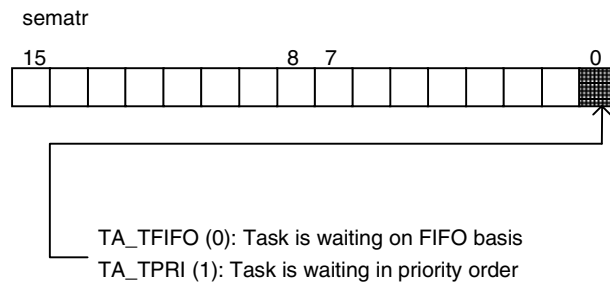 sematr
15 8 7 0
TA_TFIFO (0): Task is waiting on FIFO basis
TA_TPRI (1): Task is waiting in priority order